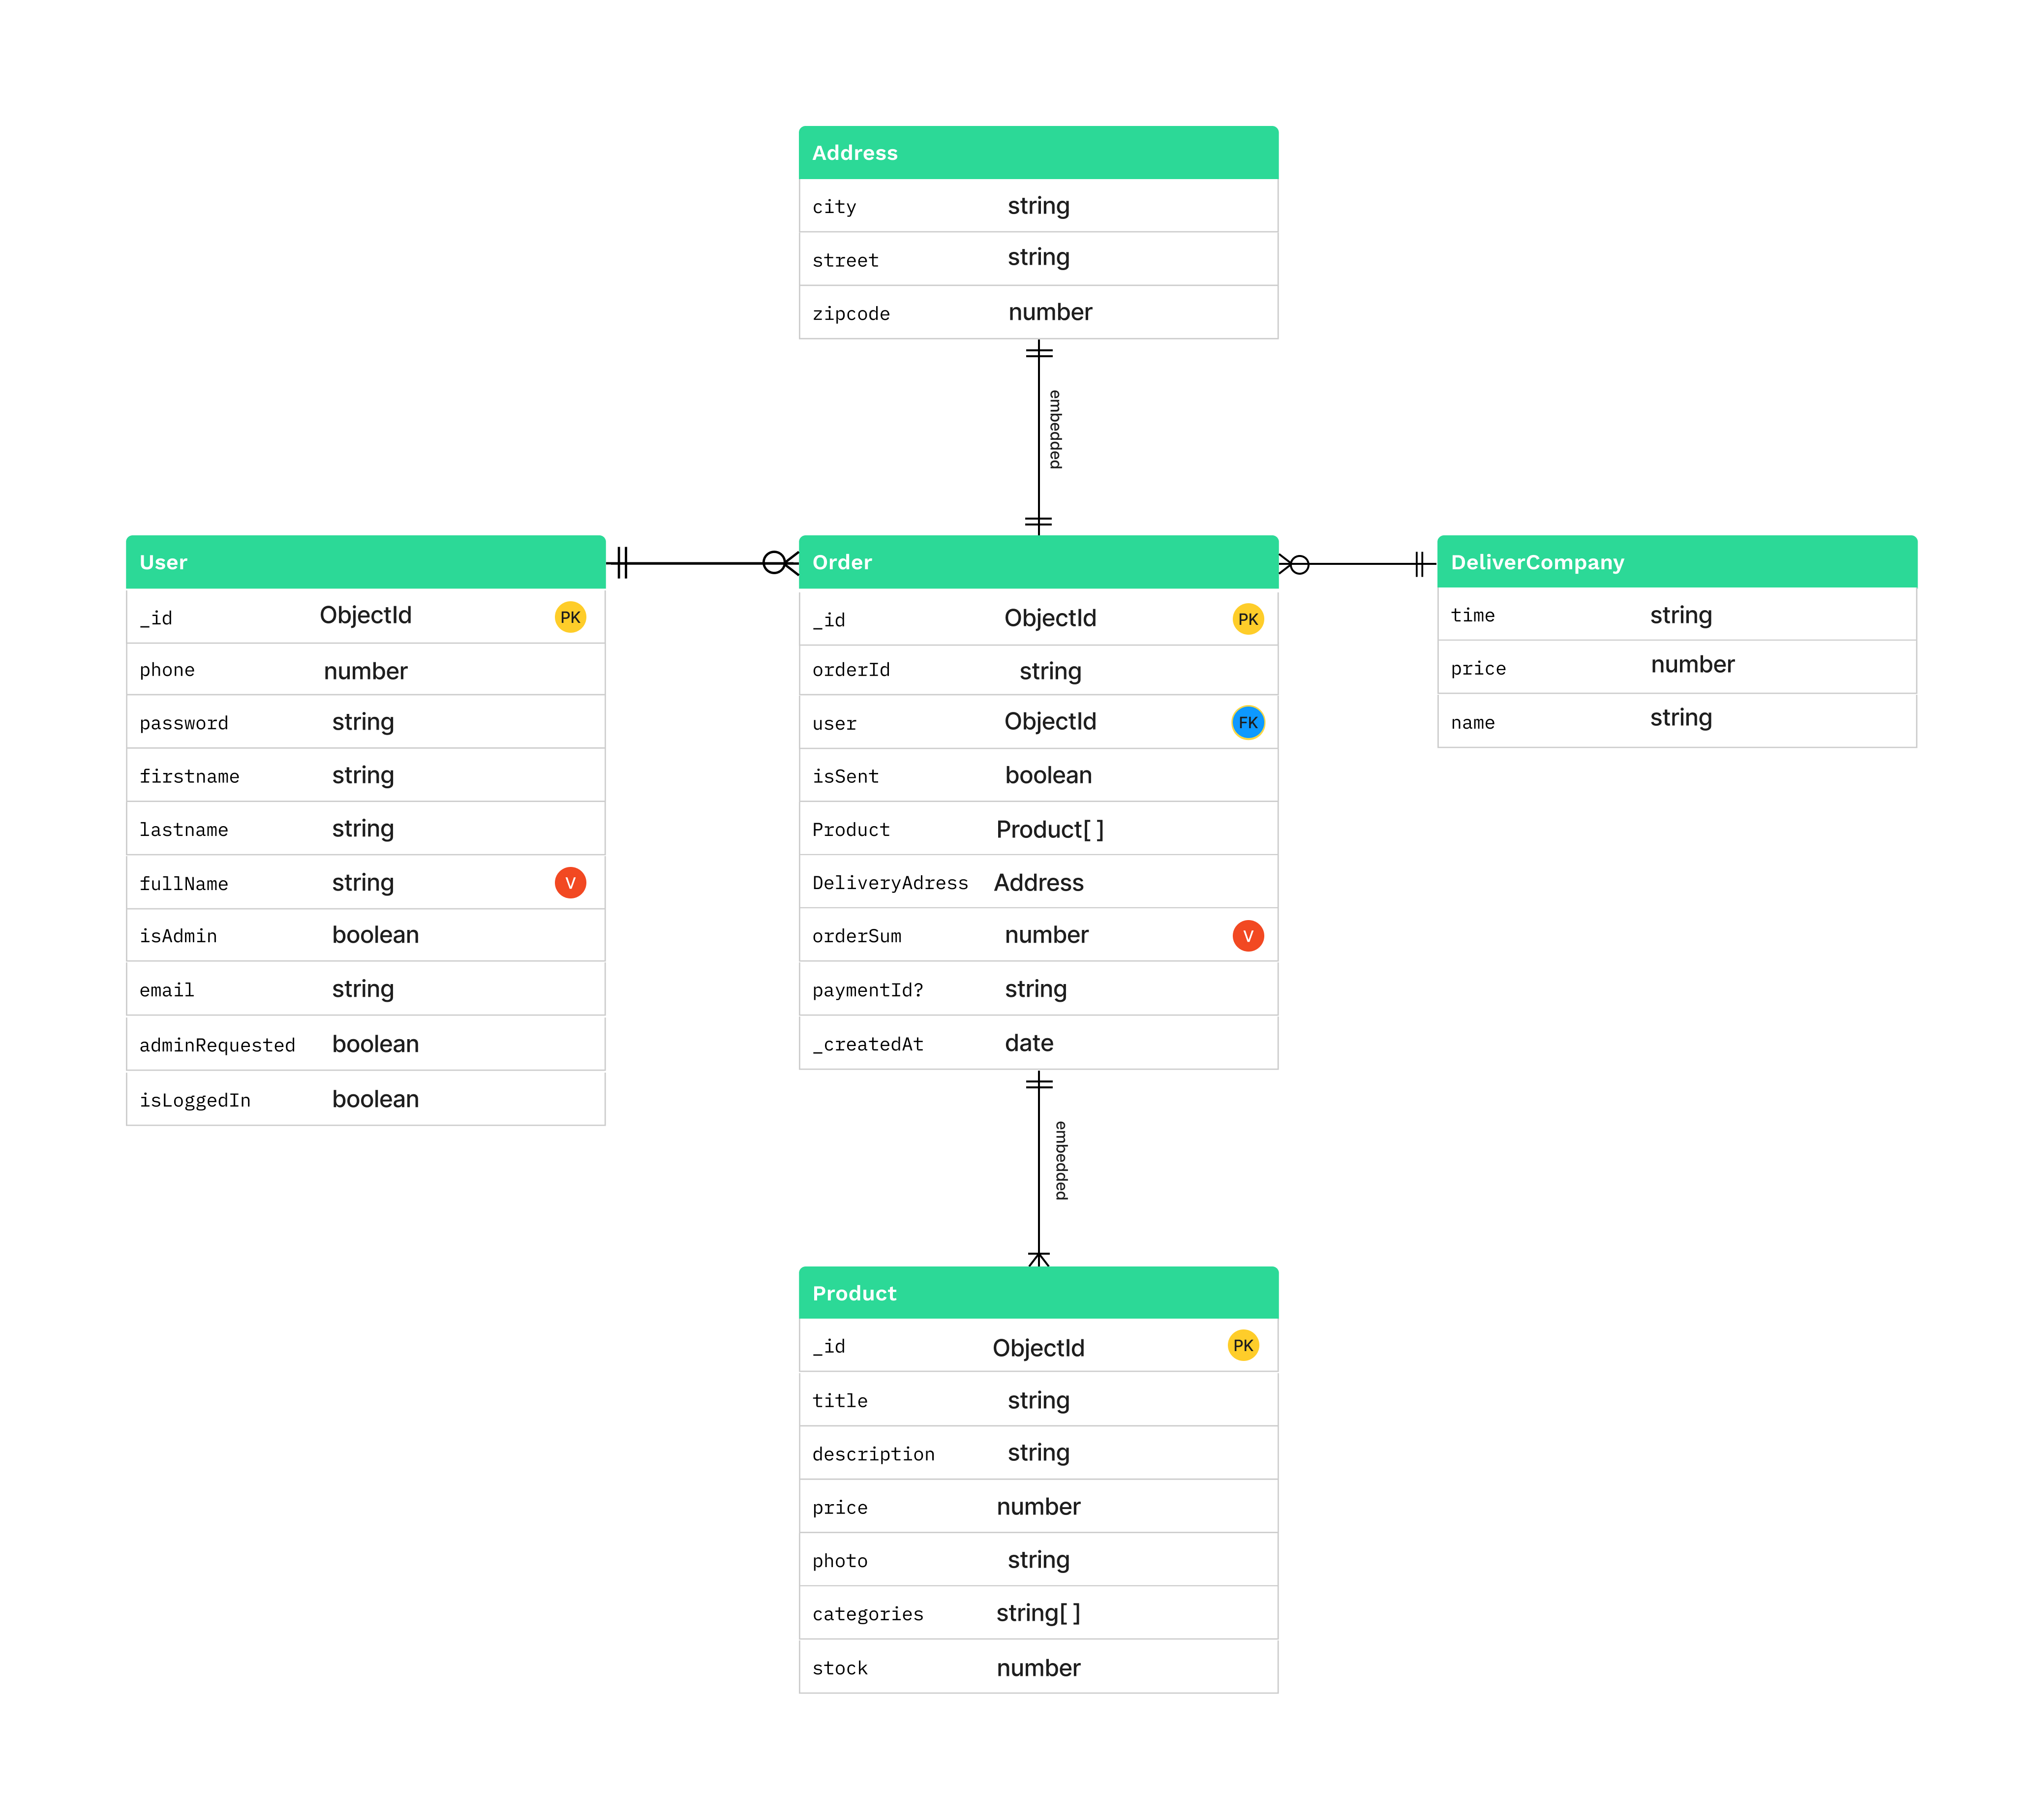 Address
city string
street string
zipcode number
embedded
User
_id ObjectId PK
phone number
password string
firstname string
lastname string
fullName string V
isAdmin boolean
email string
adminRequested boolean
isLoggedIn boolean
Order
_id ObjectId PK
orderId string
user ObjectId FK
isSent boolean
Product Product[ ]
DeliveryAdress Address
orderSum number V
paymentId? string
_createdAt date
DeliverCompany
time string
price number
name string
embedded
Product
_id ObjectId PK
title string
description string
price number
photo string
categories string[ ]
stock number